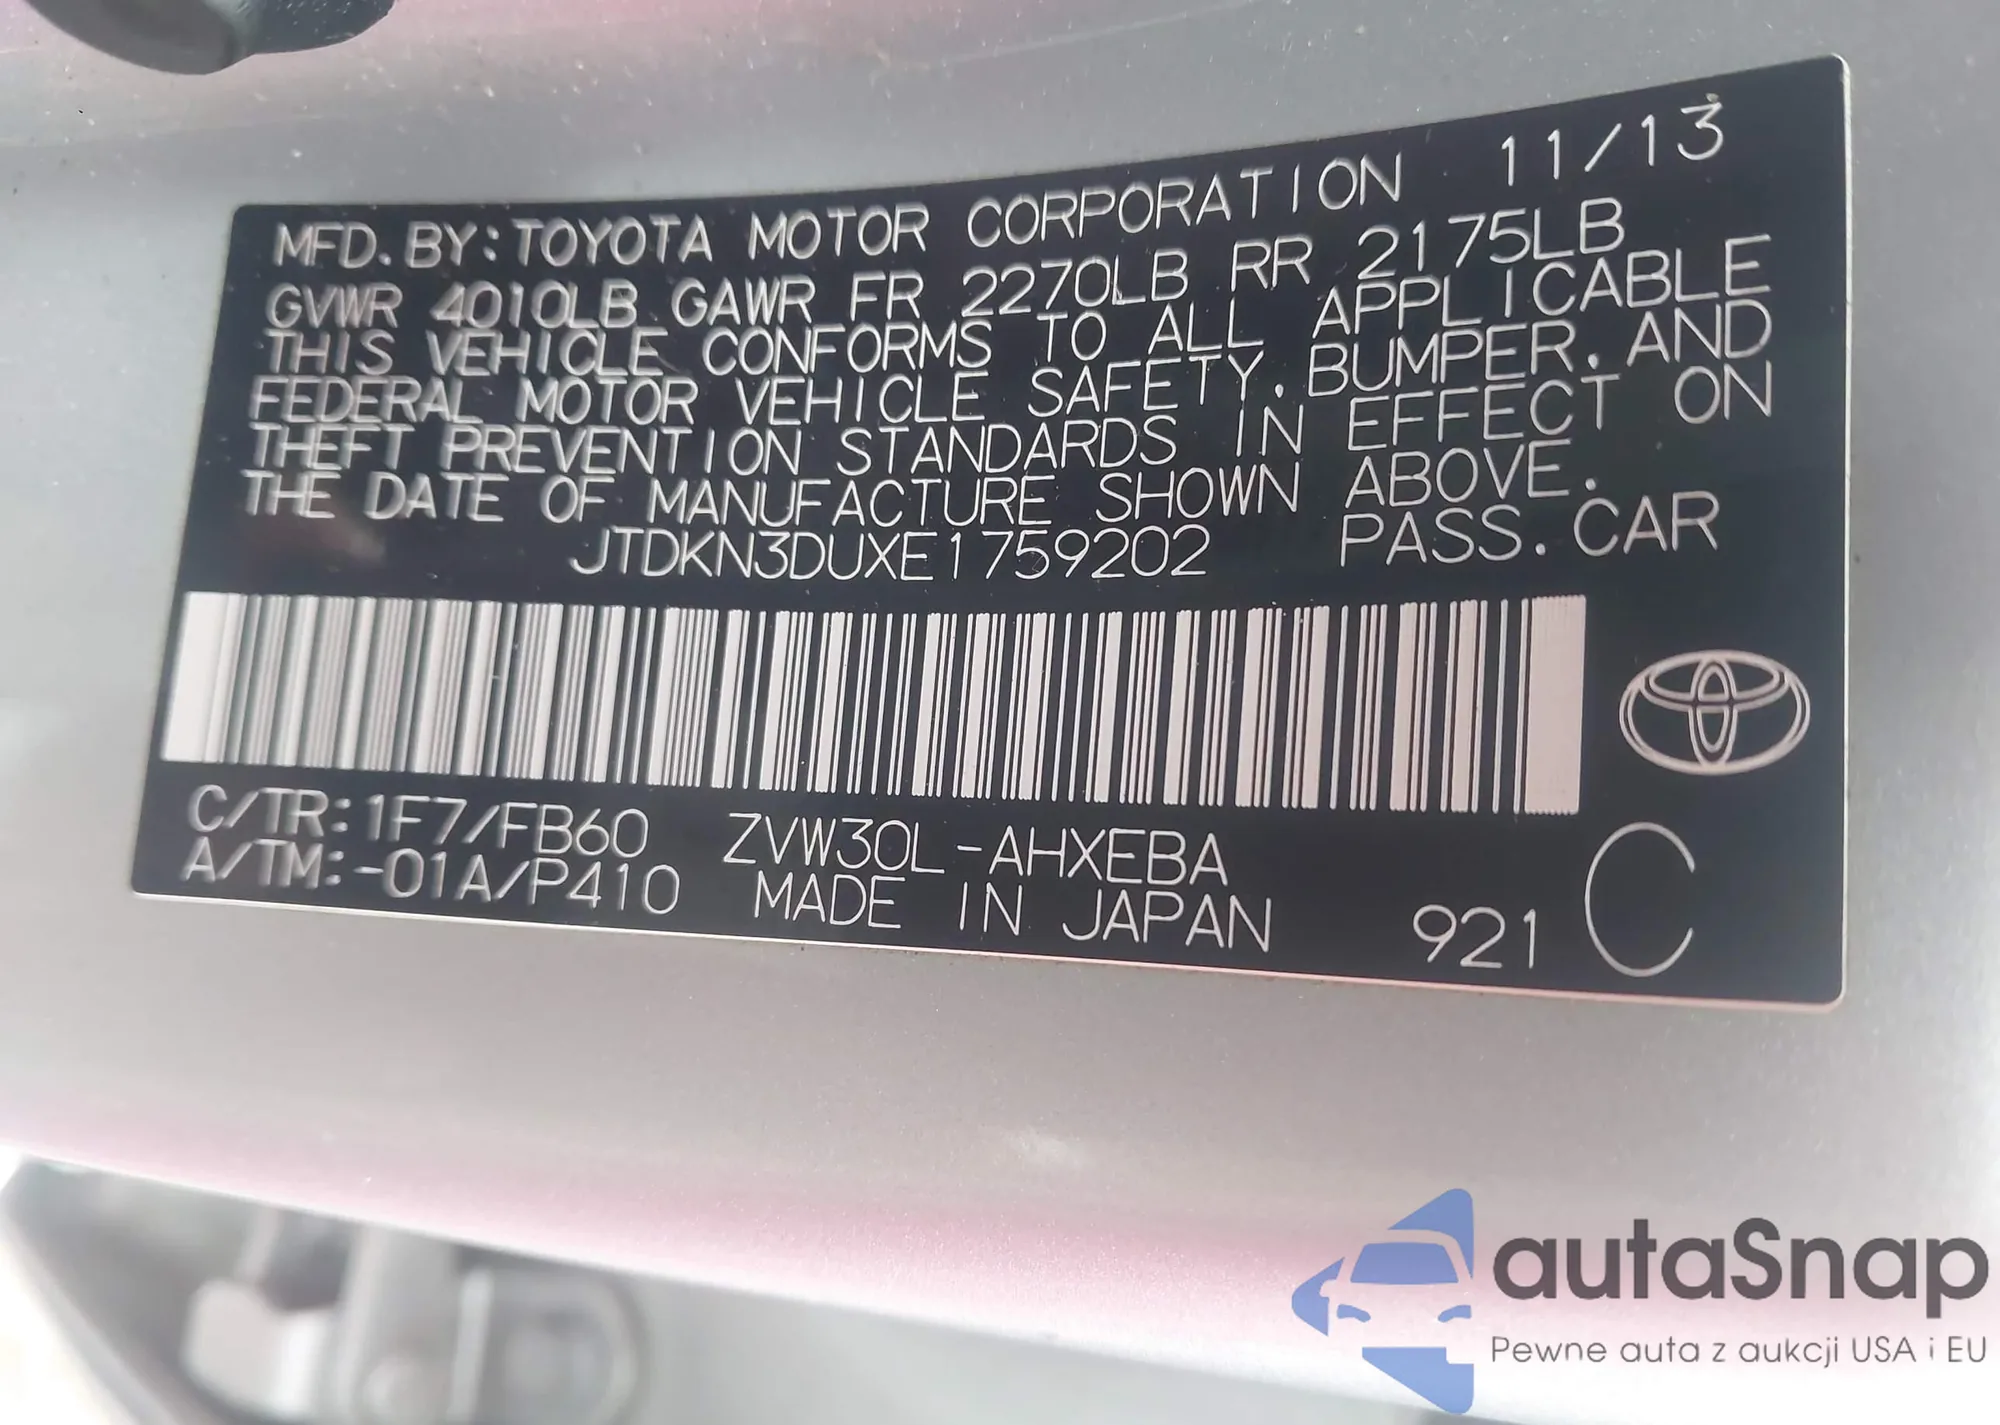 MFD. BY: TOYOTA MOTOR CORPORATION 11/13
GVWR 4010LB GAWR FR 2270LB RR 2175LB
THIS VEHICLE CONFORMS TO ALL APPLICABLE
FEDERAL MOTOR VEHICLE SAFETY, BUMPER, AND
THEFT PREVENTION STANDARDS IN EFFECT ON
THE DATE OF MANUFACTURE SHOWN ABOVE.
JTDKN3DUXE1759202 PASS. CAR
C/TR: 1F7/FB60 ZVW30L-AHXEBA
A/TM: -01A/P410 MADE IN JAPAN 921 C
autaSnap
Pewne auta z aukcji USA i EU